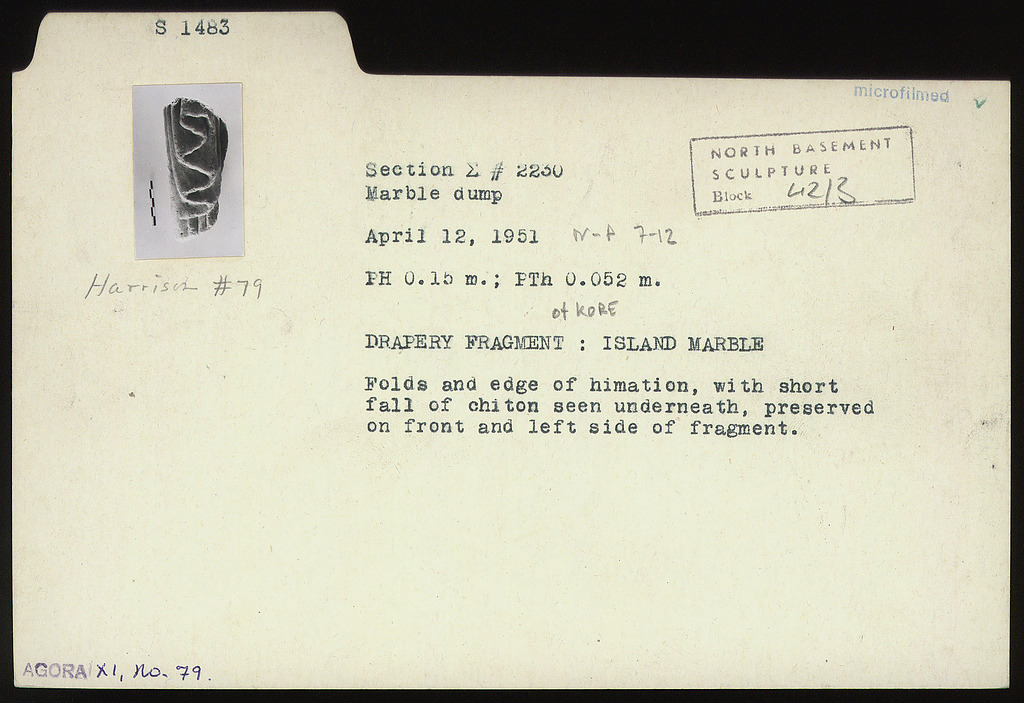 S 1483
microfilmed
NORTH BASEMENT
SCULPTURE
Block 42/3
Section Σ # 2230
Marble dump
April 12, 1951 N-P 7-12
PH 0.15 m.; PTh 0.052 m.
Harrison #79
of KORE
DRAPERY FRAGMENT : ISLAND MARBLE
Folds and edge of himation, with short
fall of chiton seen underneath, preserved
on front and left side of fragment.
AGORA XI, No. 79.